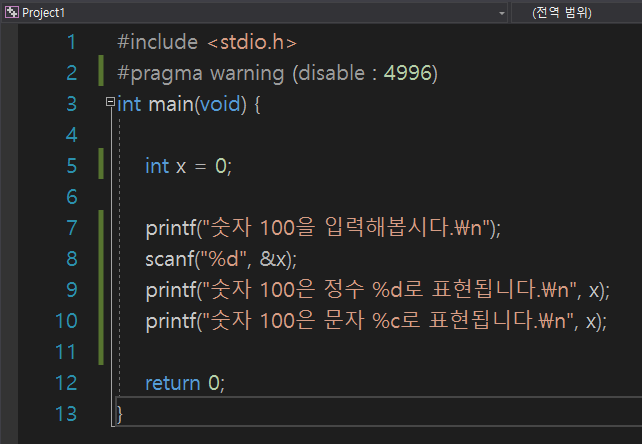 Project1 (전역 범위)
1 #include <stdio.h>
2 #pragma warning (disable : 4996)
3 int main(void) {
4
5 int x = 0;
6
7 printf("숫자 100을 입력해봅시다.₩n");
8 scanf("%d", &x);
9 printf("숫자 100은 정수 %d로 표현됩니다.₩n", x);
10 printf("숫자 100은 문자 %c로 표현됩니다.₩n", x);
11
12 return 0;
13 }